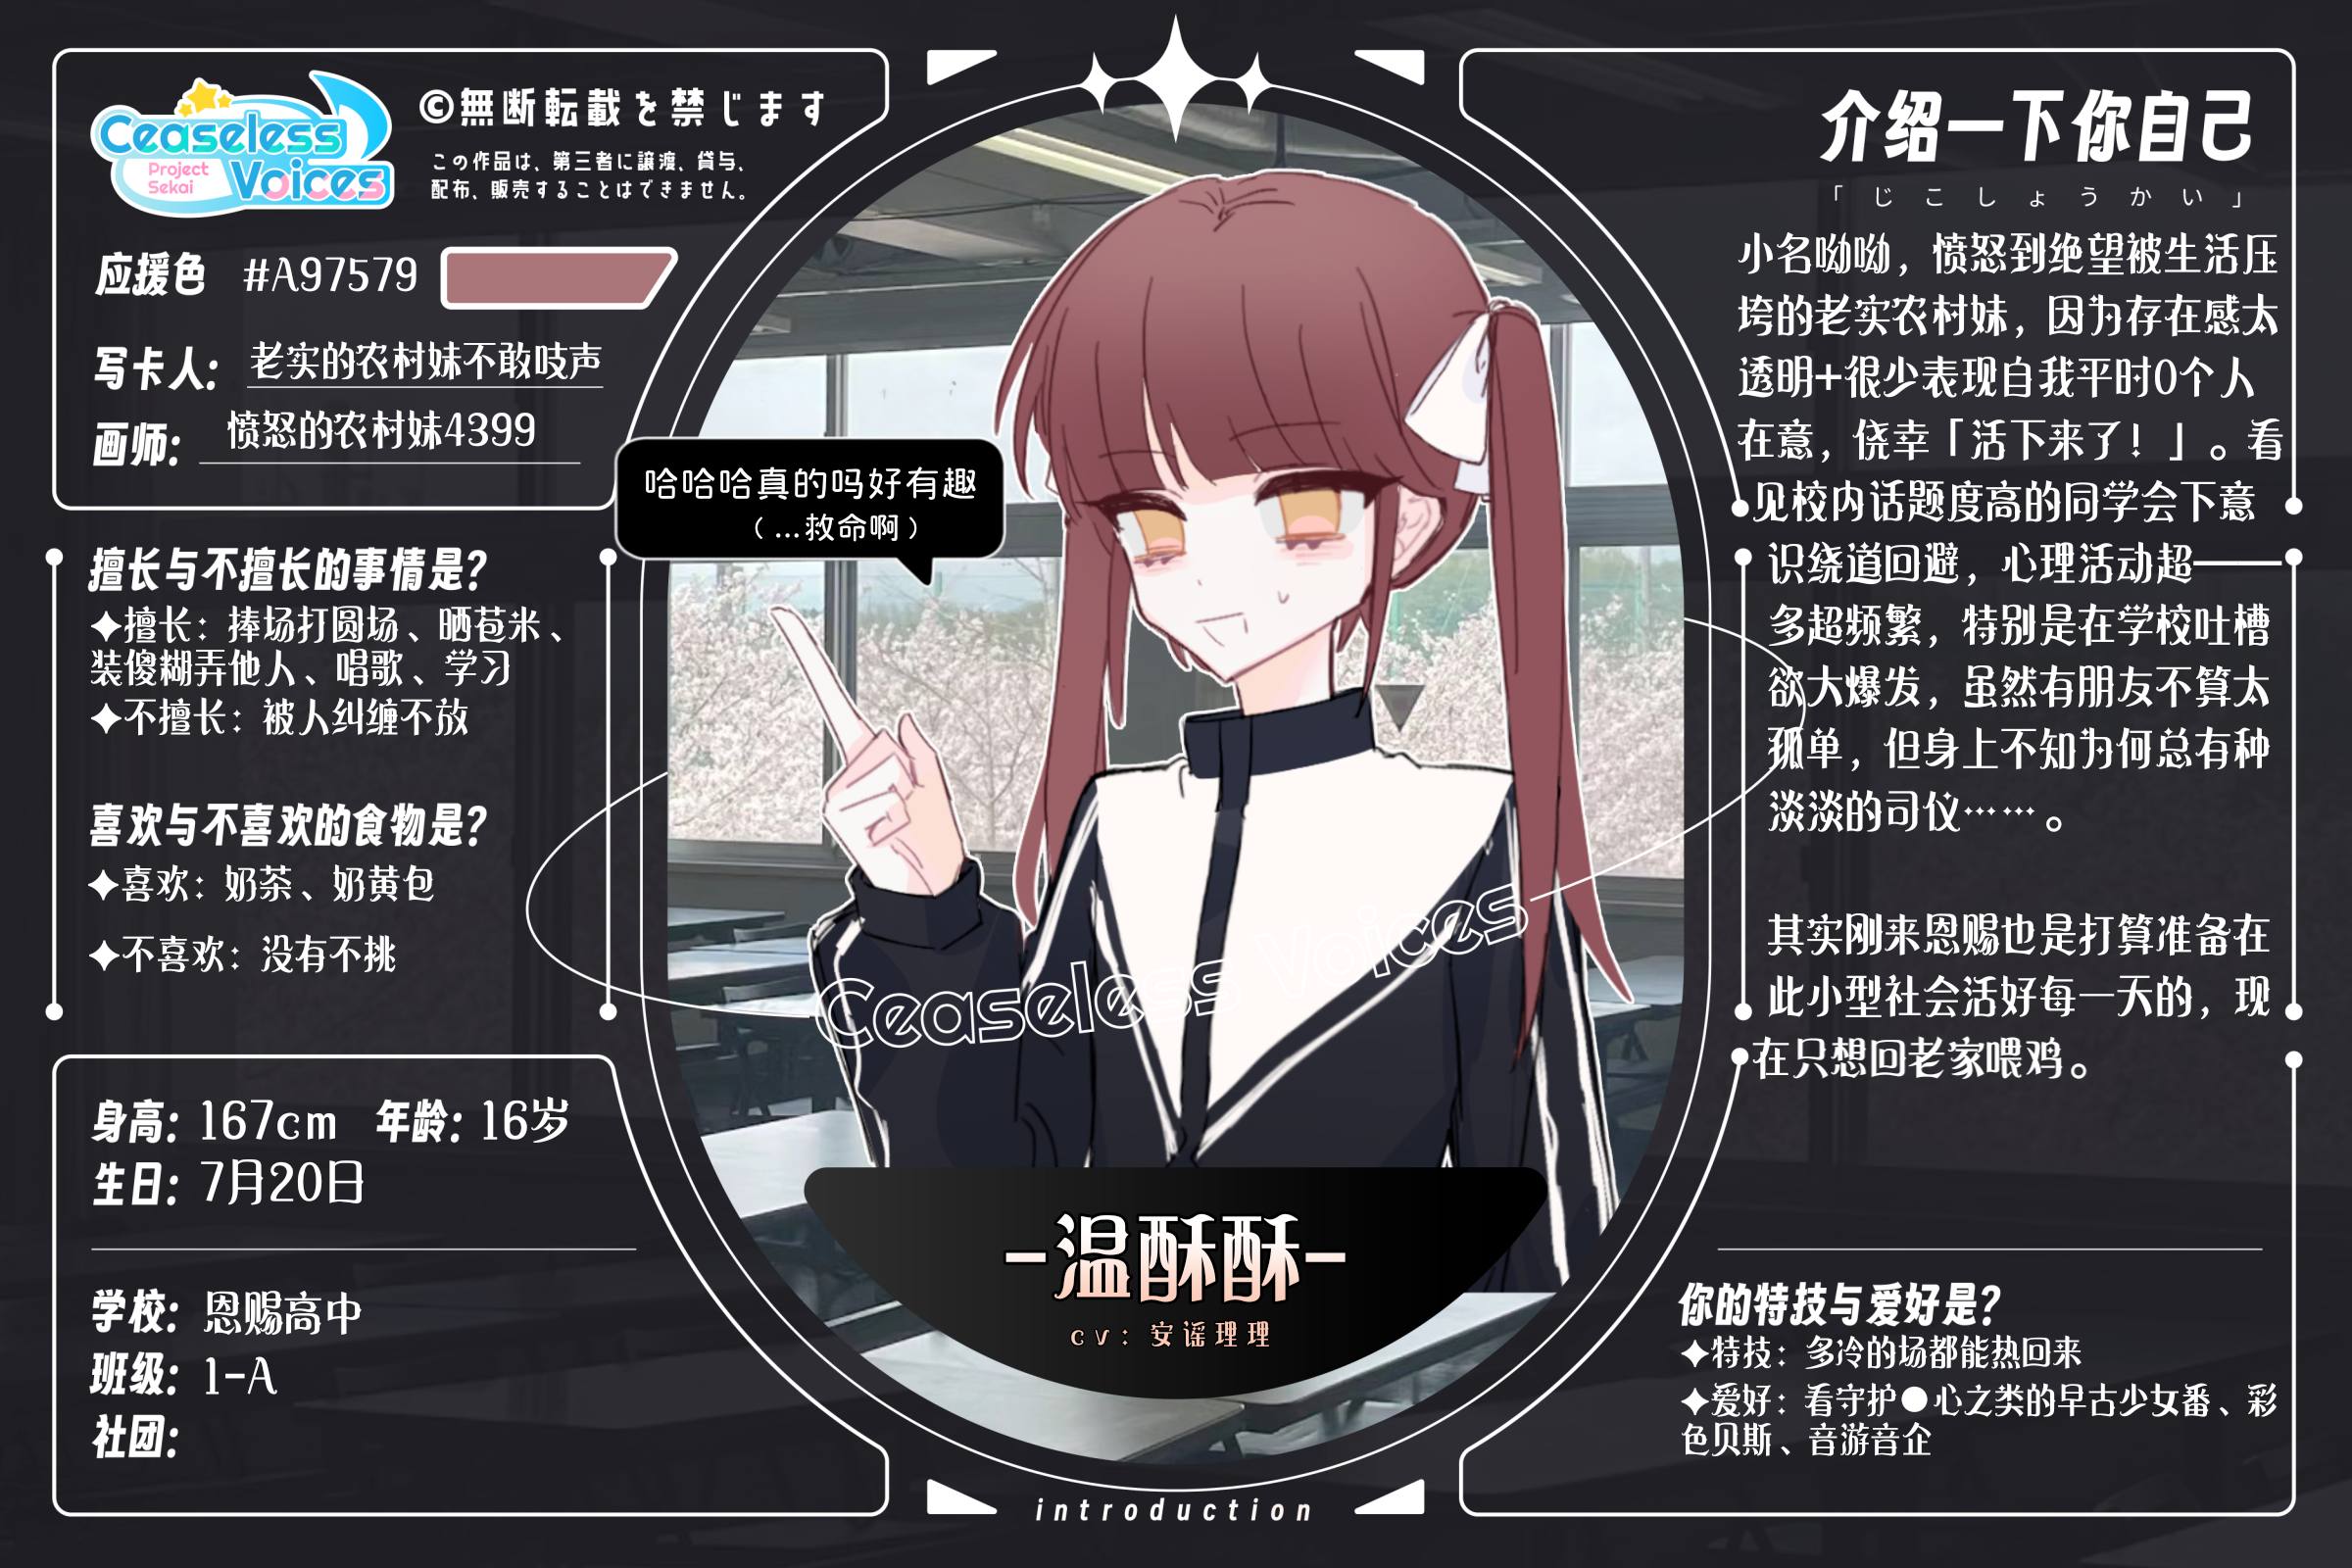 Ceaseless
Voices
Project
Sekai
©無断転載を禁じます
この作品は、第三者に譲渡、貸与、
配布、販売することはできません。
应援色 #A97579
写卡人: 老实的农村妹不敢吱声
画师: 愤怒的农村妹4399
擅长与不擅长的事情是?
✦擅长：捧场打圆场、晒苞米、
装傻糊弄他人、唱歌、学习
✦不擅长：被人纠缠不放
喜欢与不喜欢的食物是?
✦喜欢：奶茶、奶黄包
✦不喜欢：没有不挑
身高: 167cm 年龄: 16岁
生日: 7月20日
学校: 恩赐高中
班级: 1-A
社团:
哈哈哈真的吗好有趣
（...救命啊）
Ceaseless Voices
-温酥酥-
cv：安谣理理
introduction
介绍一下你自己
「じこしょうかい」
小名呦呦，愤怒到绝望被生活压
垮的老实农村妹，因为存在感太
透明+很少表现自我平时0个人
在意，侥幸「活下来了！」。看
见校内话题度高的同学会下意
识绕道回避，心理活动超——
多超频繁，特别是在学校吐槽
欲大爆发，虽然有朋友不算太
孤单，但身上不知为何总有种
淡淡的司仪……。
其实刚来恩赐也是打算准备在
此小型社会活好每一天的，现
在只想回老家喂鸡。
你的特技与爱好是?
✦特技：多冷的场都能热回来
✦爱好：看守护●心之类的早古少女番、彩
色贝斯、音游音企